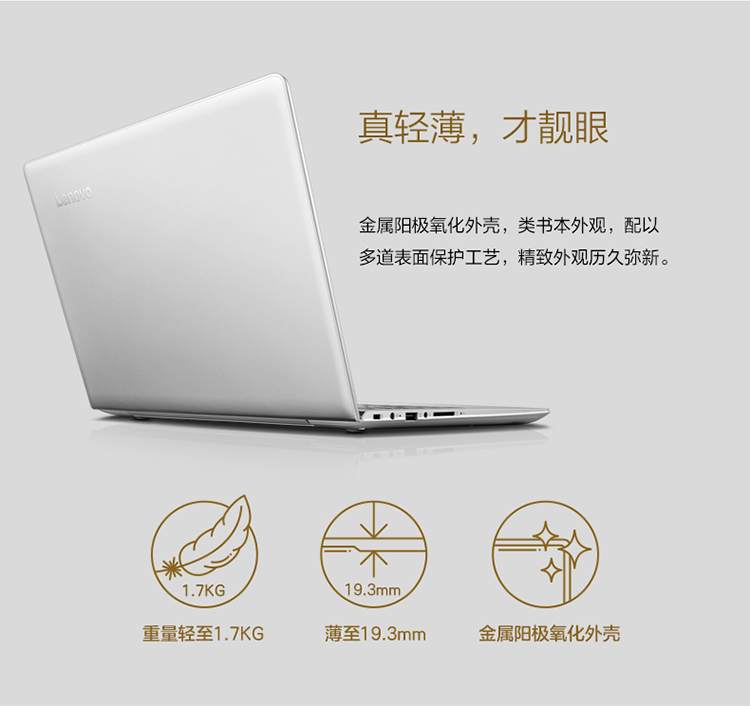 真轻薄，才靓眼
Lenovo
金属阳极氧化外壳，类书本外观，配以
多道表面保护工艺，精致外观历久弥新。
1.7KG
19.3mm
重量轻至1.7KG
薄至19.3mm
金属阳极氧化外壳